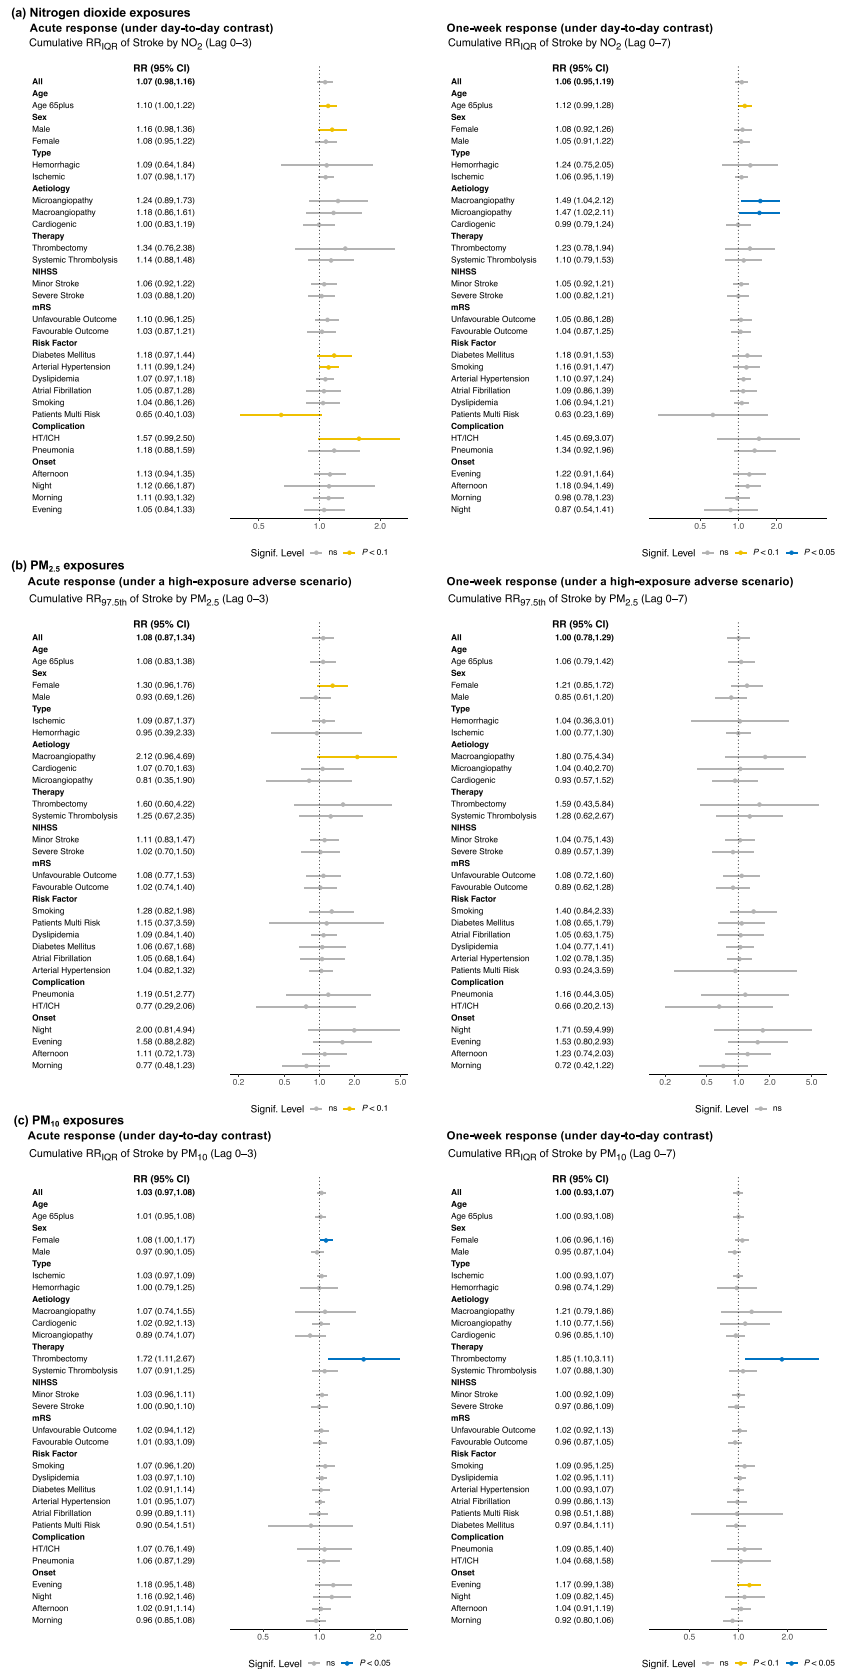 (a) Nitrogen dioxide exposures
Acute response (under day-to-day contrast)
Cumulative RRIQR of Stroke by NO2 (Lag 0–3)
RR (95% CI)
All 1.07 (0.98,1.16)
Age
Age 65plus 1.10 (1.00,1.22)
Sex
Male 1.16 (0.98,1.36)
Female 1.08 (0.95,1.22)
Type
Hemorrhagic 1.09 (0.64,1.84)
Ischemic 1.07 (0.98,1.17)
Aetiology
Microangiopathy 1.24 (0.89,1.73)
Macroangiopathy 1.18 (0.86,1.61)
Cardiogenic 1.00 (0.83,1.19)
Therapy
Thrombectomy 1.34 (0.76,2.38)
Systemic Thrombolysis 1.14 (0.88,1.48)
NIHSS
Minor Stroke 1.06 (0.92,1.22)
Severe Stroke 1.03 (0.88,1.20)
mRS
Unfavourable Outcome 1.10 (0.96,1.25)
Favourable Outcome 1.03 (0.87,1.21)
Risk Factor
Diabetes Mellitus 1.18 (0.97,1.44)
Arterial Hypertension 1.11 (0.99,1.24)
Dyslipidemia 1.07 (0.97,1.18)
Atrial Fibrillation 1.05 (0.87,1.28)
Smoking 1.04 (0.86,1.26)
Patients Multi Risk 0.65 (0.40,1.03)
Complication
HT/ICH 1.57 (0.99,2.50)
Pneumonia 1.18 (0.88,1.59)
Onset
Afternoon 1.13 (0.94,1.35)
Night 1.12 (0.66,1.87)
Morning 1.11 (0.93,1.32)
Evening 1.05 (0.84,1.33)
0.5 1.0 2.0
Signif. Level ns P < 0.1
One-week response (under day-to-day contrast)
Cumulative RRIQR of Stroke by NO2 (Lag 0–7)
RR (95% CI)
All 1.06 (0.95,1.19)
Age
Age 65plus 1.12 (0.99,1.28)
Sex
Female 1.08 (0.92,1.26)
Male 1.05 (0.91,1.22)
Type
Hemorrhagic 1.24 (0.75,2.05)
Ischemic 1.06 (0.95,1.19)
Aetiology
Macroangiopathy 1.49 (1.04,2.12)
Microangiopathy 1.47 (1.02,2.11)
Cardiogenic 0.99 (0.79,1.24)
Therapy
Thrombectomy 1.23 (0.78,1.94)
Systemic Thrombolysis 1.10 (0.79,1.53)
NIHSS
Minor Stroke 1.05 (0.92,1.21)
Severe Stroke 1.00 (0.82,1.21)
mRS
Unfavourable Outcome 1.05 (0.86,1.28)
Favourable Outcome 1.04 (0.87,1.25)
Risk Factor
Diabetes Mellitus 1.18 (0.91,1.53)
Smoking 1.16 (0.91,1.47)
Arterial Hypertension 1.10 (0.97,1.24)
Atrial Fibrillation 1.09 (0.86,1.39)
Dyslipidemia 1.06 (0.94,1.21)
Patients Multi Risk 0.63 (0.23,1.69)
Complication
HT/ICH 1.45 (0.69,3.07)
Pneumonia 1.34 (0.92,1.96)
Onset
Evening 1.22 (0.91,1.64)
Afternoon 1.18 (0.94,1.49)
Morning 0.98 (0.78,1.23)
Night 0.87 (0.54,1.41)
0.5 1.0 2.0
Signif. Level ns P < 0.1 P < 0.05
(b) PM2.5 exposures
Acute response (under a high-exposure adverse scenario)
Cumulative RR97.5th of Stroke by PM2.5 (Lag 0–3)
RR (95% CI)
All 1.08 (0.87,1.34)
Age
Age 65plus 1.08 (0.83,1.38)
Sex
Female 1.30 (0.96,1.76)
Male 0.93 (0.69,1.26)
Type
Ischemic 1.09 (0.87,1.37)
Hemorrhagic 0.95 (0.39,2.33)
Aetiology
Macroangiopathy 2.12 (0.96,4.69)
Cardiogenic 1.07 (0.70,1.63)
Microangiopathy 0.81 (0.35,1.90)
Therapy
Thrombectomy 1.60 (0.60,4.22)
Systemic Thrombolysis 1.25 (0.67,2.35)
NIHSS
Minor Stroke 1.11 (0.83,1.47)
Severe Stroke 1.02 (0.70,1.50)
mRS
Unfavourable Outcome 1.08 (0.77,1.53)
Favourable Outcome 1.02 (0.74,1.40)
Risk Factor
Smoking 1.28 (0.82,1.98)
Patients Multi Risk 1.15 (0.37,3.59)
Dyslipidemia 1.09 (0.84,1.40)
Diabetes Mellitus 1.06 (0.67,1.68)
Atrial Fibrillation 1.05 (0.68,1.64)
Arterial Hypertension 1.04 (0.82,1.32)
Complication
Pneumonia 1.19 (0.51,2.77)
HT/ICH 0.77 (0.29,2.06)
Onset
Night 2.00 (0.81,4.94)
Evening 1.58 (0.88,2.82)
Afternoon 1.11 (0.72,1.73)
Morning 0.77 (0.48,1.23)
0.2 0.5 1.0 2.0 5.0
Signif. Level ns P < 0.1
One-week response (under a high-exposure adverse scenario)
Cumulative RR97.5th of Stroke by PM2.5 (Lag 0–7)
RR (95% CI)
All 1.00 (0.78,1.29)
Age
Age 65plus 1.06 (0.79,1.42)
Sex
Female 1.21 (0.85,1.72)
Male 0.85 (0.61,1.20)
Type
Hemorrhagic 1.04 (0.36,3.01)
Ischemic 1.00 (0.77,1.30)
Aetiology
Macroangiopathy 1.80 (0.75,4.34)
Microangiopathy 1.04 (0.40,2.70)
Cardiogenic 0.93 (0.57,1.52)
Therapy
Thrombectomy 1.59 (0.43,5.84)
Systemic Thrombolysis 1.28 (0.62,2.67)
NIHSS
Minor Stroke 1.04 (0.75,1.43)
Severe Stroke 0.89 (0.57,1.39)
mRS
Unfavourable Outcome 1.08 (0.72,1.60)
Favourable Outcome 0.89 (0.62,1.28)
Risk Factor
Smoking 1.40 (0.84,2.33)
Diabetes Mellitus 1.08 (0.65,1.79)
Atrial Fibrillation 1.05 (0.63,1.75)
Dyslipidemia 1.04 (0.77,1.41)
Arterial Hypertension 1.02 (0.78,1.35)
Patients Multi Risk 0.93 (0.24,3.59)
Complication
Pneumonia 1.16 (0.44,3.05)
HT/ICH 0.66 (0.20,2.13)
Onset
Night 1.71 (0.59,4.99)
Evening 1.53 (0.80,2.93)
Afternoon 1.23 (0.74,2.03)
Morning 0.72 (0.42,1.22)
0.2 0.5 1.0 2.0 5.0
Signif. Level ns
(c) PM10 exposures
Acute response (under day-to-day contrast)
Cumulative RRIQR of Stroke by PM10 (Lag 0–3)
RR (95% CI)
All 1.03 (0.97,1.08)
Age
Age 65plus 1.01 (0.95,1.08)
Sex
Female 1.08 (1.00,1.17)
Male 0.97 (0.90,1.05)
Type
Ischemic 1.03 (0.97,1.09)
Hemorrhagic 1.00 (0.79,1.25)
Aetiology
Macroangiopathy 1.07 (0.74,1.55)
Cardiogenic 1.02 (0.92,1.13)
Microangiopathy 0.89 (0.74,1.07)
Therapy
Thrombectomy 1.72 (1.11,2.67)
Systemic Thrombolysis 1.07 (0.91,1.25)
NIHSS
Minor Stroke 1.03 (0.96,1.11)
Severe Stroke 1.00 (0.90,1.10)
mRS
Unfavourable Outcome 1.02 (0.94,1.12)
Favourable Outcome 1.01 (0.93,1.09)
Risk Factor
Smoking 1.07 (0.96,1.20)
Dyslipidemia 1.03 (0.97,1.10)
Diabetes Mellitus 1.02 (0.91,1.14)
Arterial Hypertension 1.01 (0.95,1.07)
Atrial Fibrillation 0.99 (0.89,1.11)
Patients Multi Risk 0.90 (0.54,1.51)
Complication
HT/ICH 1.07 (0.76,1.49)
Pneumonia 1.06 (0.87,1.29)
Onset
Evening 1.18 (0.95,1.48)
Night 1.16 (0.92,1.46)
Afternoon 1.02 (0.91,1.14)
Morning 0.96 (0.85,1.08)
0.5 1.0 2.0
Signif. Level ns P < 0.05
One-week response (under day-to-day contrast)
Cumulative RRIQR of Stroke by PM10 (Lag 0–7)
RR (95% CI)
All 1.00 (0.93,1.07)
Age
Age 65plus 1.00 (0.93,1.08)
Sex
Female 1.06 (0.96,1.16)
Male 0.95 (0.87,1.04)
Type
Ischemic 1.00 (0.93,1.07)
Hemorrhagic 0.98 (0.74,1.29)
Aetiology
Macroangiopathy 1.21 (0.79,1.86)
Microangiopathy 1.10 (0.77,1.56)
Cardiogenic 0.96 (0.85,1.10)
Therapy
Thrombectomy 1.85 (1.10,3.11)
Systemic Thrombolysis 1.07 (0.88,1.30)
NIHSS
Minor Stroke 1.00 (0.92,1.09)
Severe Stroke 0.97 (0.86,1.09)
mRS
Unfavourable Outcome 1.02 (0.92,1.13)
Favourable Outcome 0.96 (0.87,1.05)
Risk Factor
Smoking 1.09 (0.95,1.25)
Dyslipidemia 1.02 (0.95,1.11)
Arterial Hypertension 1.00 (0.93,1.07)
Atrial Fibrillation 0.99 (0.86,1.13)
Patients Multi Risk 0.98 (0.51,1.88)
Diabetes Mellitus 0.97 (0.84,1.11)
Complication
Pneumonia 1.09 (0.85,1.40)
HT/ICH 1.04 (0.68,1.58)
Onset
Evening 1.17 (0.99,1.38)
Night 1.09 (0.82,1.45)
Afternoon 1.04 (0.91,1.19)
Morning 0.92 (0.80,1.06)
0.5 1.0 2.0
Signif. Level ns P < 0.1 P < 0.05